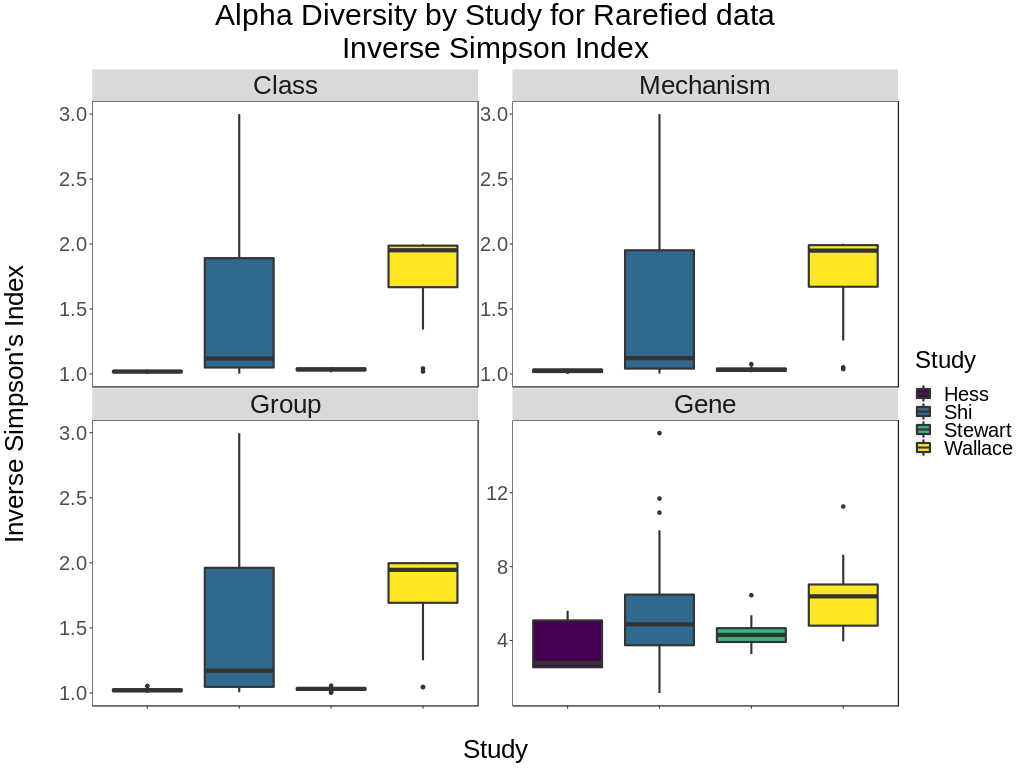 Alpha Diversity by Study for Rarefied data
Inverse Simpson Index
Class
Mechanism
3.0
2.5
2.0
1.5
1.0
3.0
2.5
2.0
1.5
1.0
Group
Gene
3.0
2.5
2.0
1.5
1.0
12
8
4
Inverse Simpson's Index
Study
Study
Hess
Shi
Stewart
Wallace